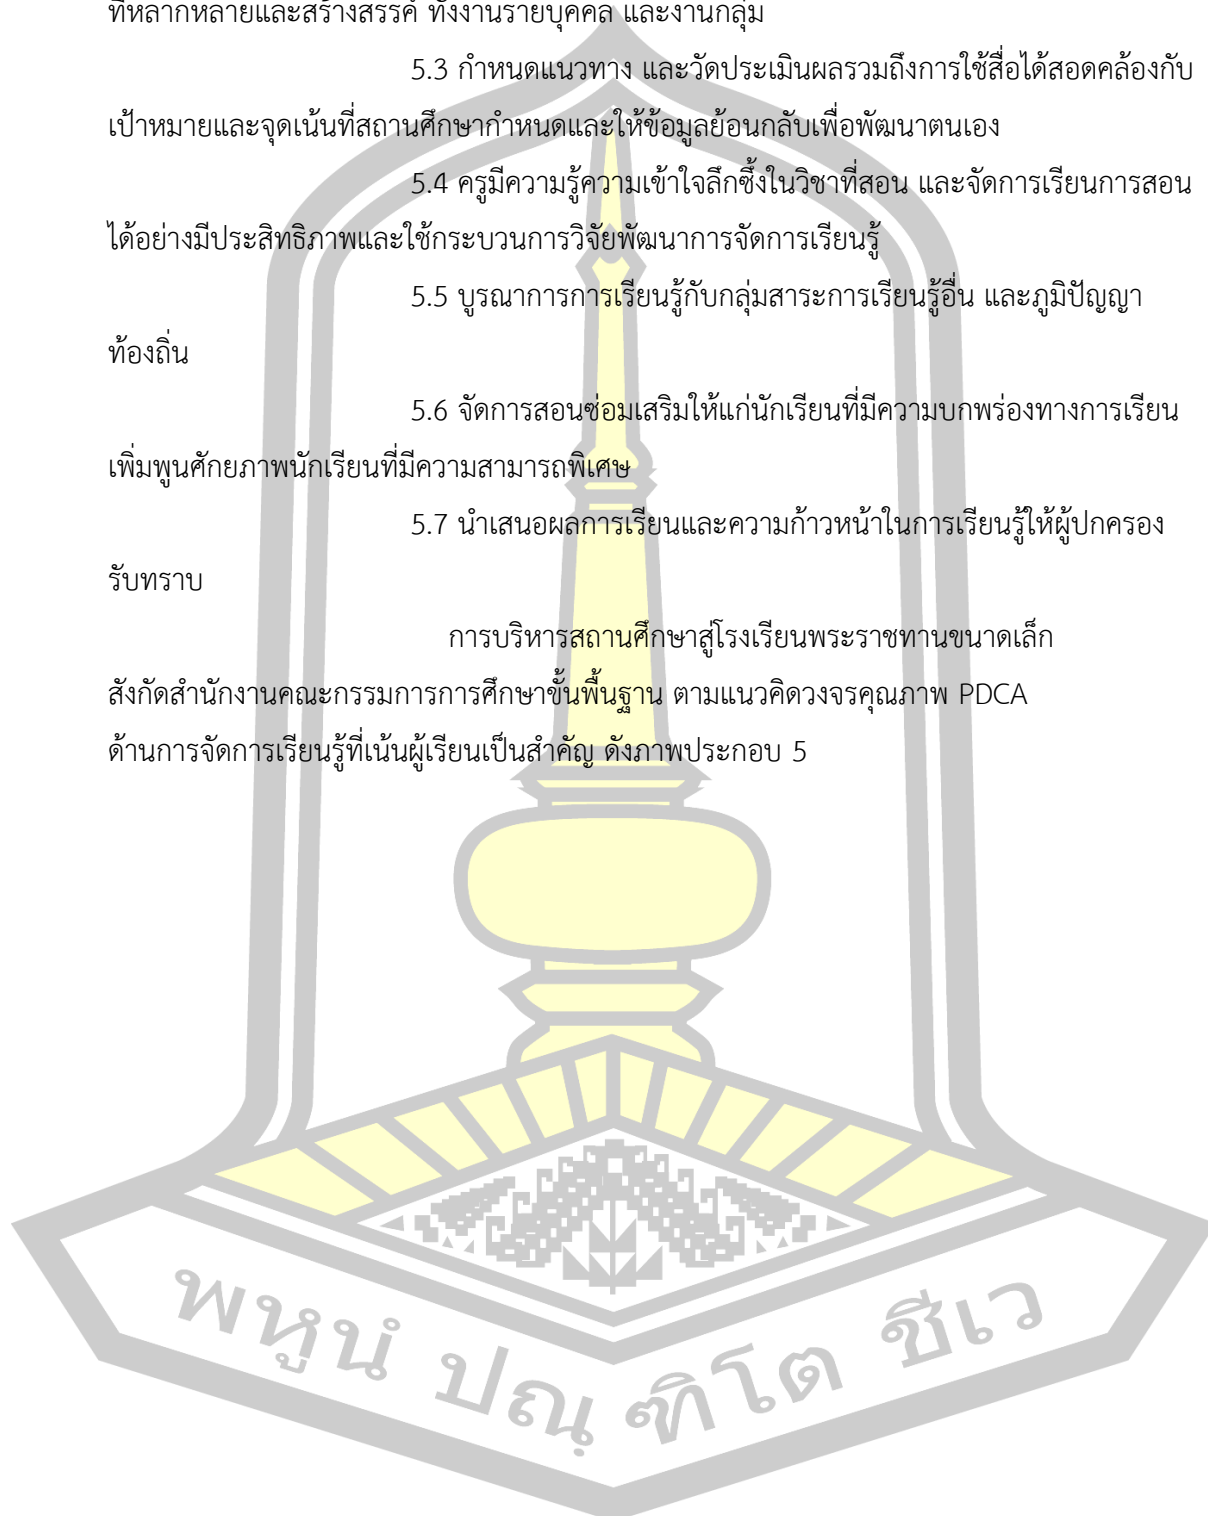 ที่หลากหลายและสร้างสรรค์ ทั้งงานรายบุคคล และงานกลุ่ม
5.3 กำหนดแนวทาง และวัดประเมินผลรวมถึงการใช้สื่อได้สอดคล้องกับ
เป้าหมายและจุดเน้นที่สถานศึกษากำหนดและให้ข้อมูลย้อนกลับเพื่อพัฒนาตนเอง
5.4 ครูมีความรู้ความเข้าใจลึกซึ้งในวิชาที่สอน และจัดการเรียนการสอน
ได้อย่างมีประสิทธิภาพและใช้กระบวนการวิจัยพัฒนาการจัดการเรียนรู้
5.5 บูรณาการการเรียนรู้กับกลุ่มสาระการเรียนรู้อื่น และภูมิปัญญา
ท้องถิ่น
5.6 จัดการสอนซ่อมเสริมให้แก่นักเรียนที่มีความบกพร่องทางการเรียน
เพิ่มพูนศักยภาพนักเรียนที่มีความสามารถพิเศษ
5.7 นำเสนอผลการเรียนและความก้าวหน้าในการเรียนรู้ให้ผู้ปกครอง
รับทราบ
การบริหารสถานศึกษาสู่โรงเรียนพระราชทานขนาดเล็ก
สังกัดสำนักงานคณะกรรมการการศึกษาขั้นพื้นฐาน ตามแนวคิดวงจรคุณภาพ PDCA
ด้านการจัดการเรียนรู้ที่เน้นผู้เรียนเป็นสำคัญ ดังภาพประกอบ 5
พหูนํ ปณฺฑิโต ชีเว